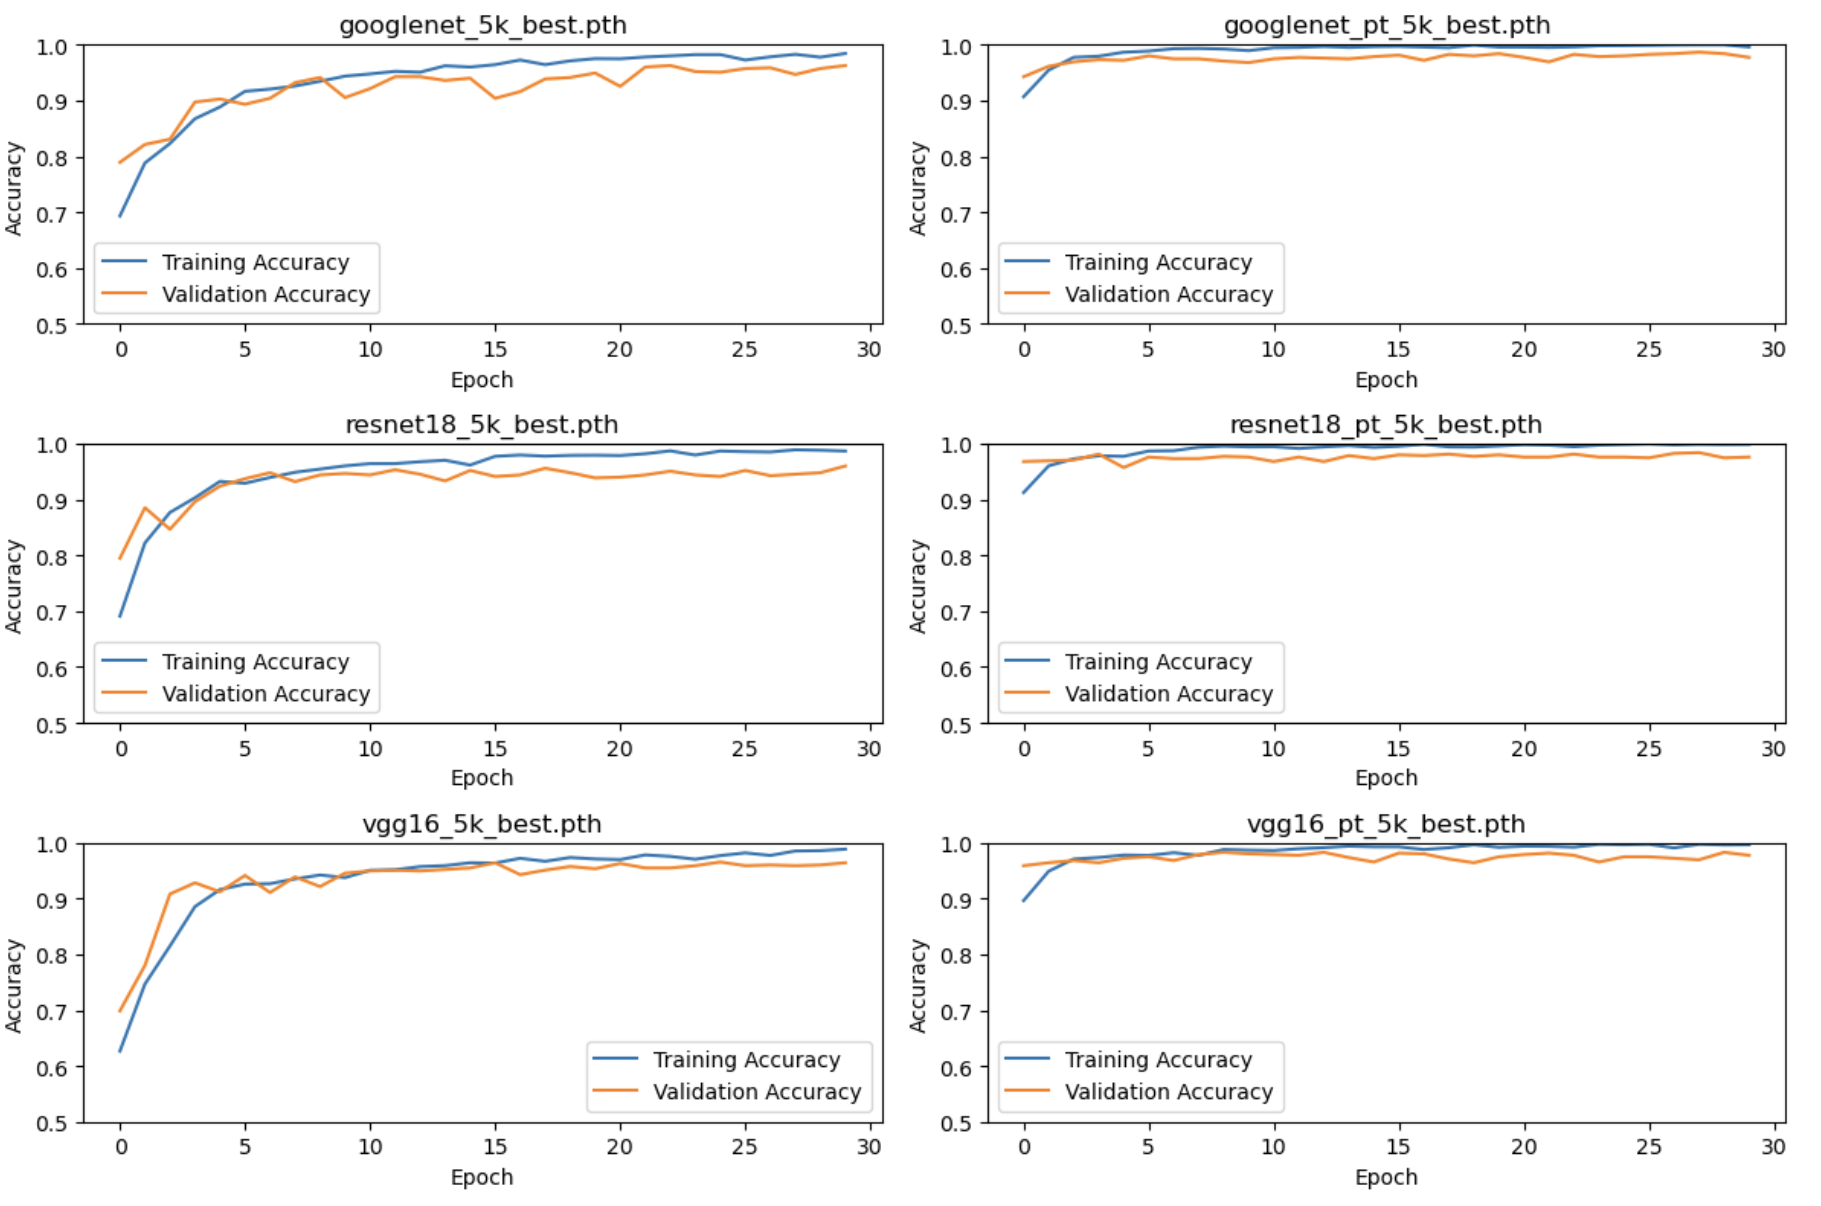 googlenet_5k_best.pth
1.0
0.9
0.8
0.7
0.6
0.5
Accuracy
Training Accuracy
Validation Accuracy
0 5 10 15 20 25 30
Epoch
googlenet_pt_5k_best.pth
1.0
0.9
0.8
0.7
0.6
0.5
Accuracy
Training Accuracy
Validation Accuracy
0 5 10 15 20 25 30
Epoch
resnet18_5k_best.pth
1.0
0.9
0.8
0.7
0.6
0.5
Accuracy
Training Accuracy
Validation Accuracy
0 5 10 15 20 25 30
Epoch
resnet18_pt_5k_best.pth
1.0
0.9
0.8
0.7
0.6
0.5
Accuracy
Training Accuracy
Validation Accuracy
0 5 10 15 20 25 30
Epoch
vgg16_5k_best.pth
1.0
0.9
0.8
0.7
0.6
0.5
Accuracy
Training Accuracy
Validation Accuracy
0 5 10 15 20 25 30
Epoch
vgg16_pt_5k_best.pth
1.0
0.9
0.8
0.7
0.6
0.5
Accuracy
Training Accuracy
Validation Accuracy
0 5 10 15 20 25 30
Epoch